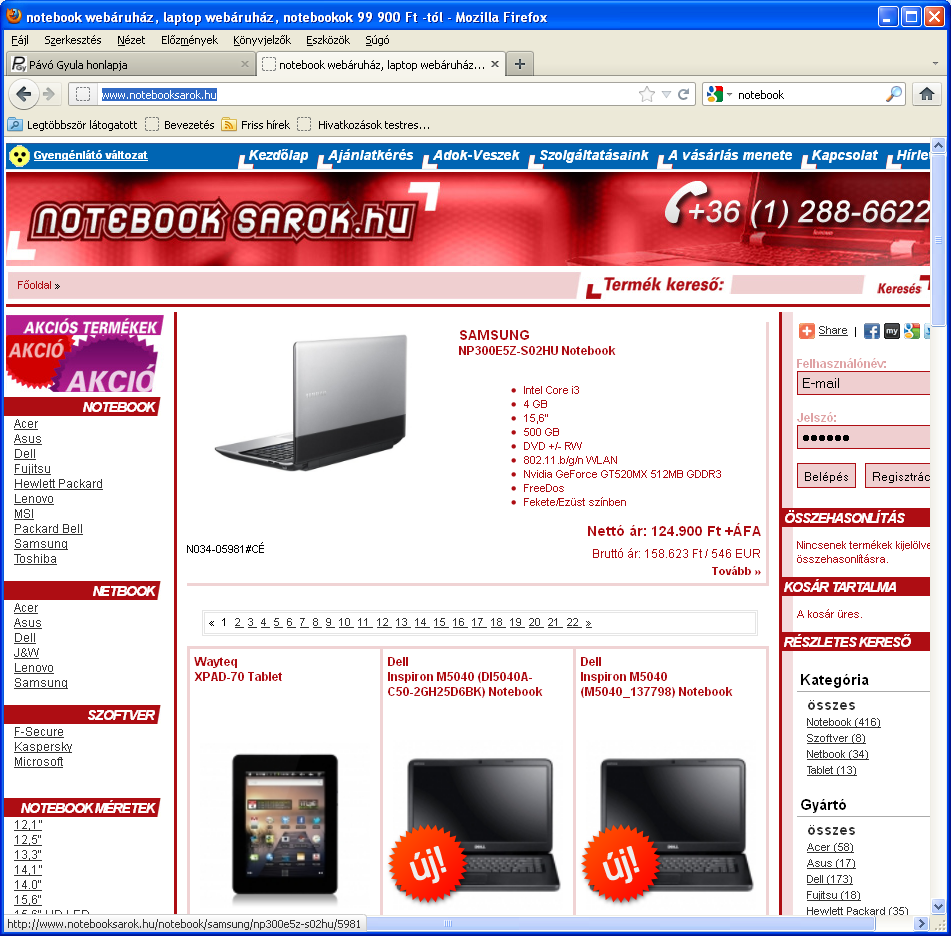 notebook webáruház, laptop webáruház, notebookok 99 900 Ft -tól - Mozilla Firefox
Fájl Szerkesztés Nézet Előzmények Könyvjelzők Eszközök Súgó
Pávó Gyula honlapja
notebook webáruház, laptop webáruház...
www.notebooksarok.hu
notebook
Legtöbbször látogatott Bevezetés Friss hírek Hivatkozások testres...
Gyengénlátó változat
Kezdőlap Ajánlatkérés Adok-Veszek Szolgáltatásaink A vásárlás menete Kapcsolat Hírle
NOTEBOOK SAROK.HU
+36 (1) 288-6622
Főoldal »
Termék kereső:
Keresés
AKCIÓS TERMÉKEK
AKCIÓ
AKCIÓ
NOTEBOOK
Acer
Asus
Dell
Fujitsu
Hewlett Packard
Lenovo
MSI
Packard Bell
Samsung
Toshiba
NETBOOK
Acer
Asus
Dell
J&W
Lenovo
Samsung
SZOFTVER
F-Secure
Kaspersky
Microsoft
NOTEBOOK MÉRETEK
12,1"
12,5"
13,3"
14,1"
14.0"
15,6"
15,6" HD LED
SAMSUNG
NP300E5Z-S02HU Notebook
Intel Core i3
4 GB
15,6"
500 GB
DVD +/- RW
802.11.b/g/n WLAN
Nvidia GeForce GT520MX 512MB GDDR3
FreeDos
Fekete/Ezüst színben
Nettó ár: 124.900 Ft +ÁFA
N034-05981#CÉ
Bruttó ár: 158.623 Ft / 546 EUR
Tovább »
« 1 2 3 4 5 6 7 8 9 10 11 12 13 14 15 16 17 18 19 20 21 22 »
Wayteq
XPAD-70 Tablet
Dell
Inspiron M5040 (DI5040A-
C50-2GH25D6BK) Notebook
új!
Dell
Inspiron M5040
(M5040_137798) Notebook
új!
Share | my
Felhasználónév:
E-mail
Jelszó:
Belépés Regisztrác
ÖSSZEHASONLÍTÁS
Nincsenek termékek kijelölve
összehasonlításra.
KOSÁR TARTALMA
A kosár üres.
RÉSZLETES KERESŐ
Kategória
összes
Notebook (416)
Szoftver (8)
Netbook (34)
Tablet (13)
Gyártó
összes
Acer (58)
Asus (17)
Dell (173)
Fujitsu (18)
Hewlett Packard (35)
http://www.notebooksarok.hu/notebook/samsung/np300e5z-s02hu/5981